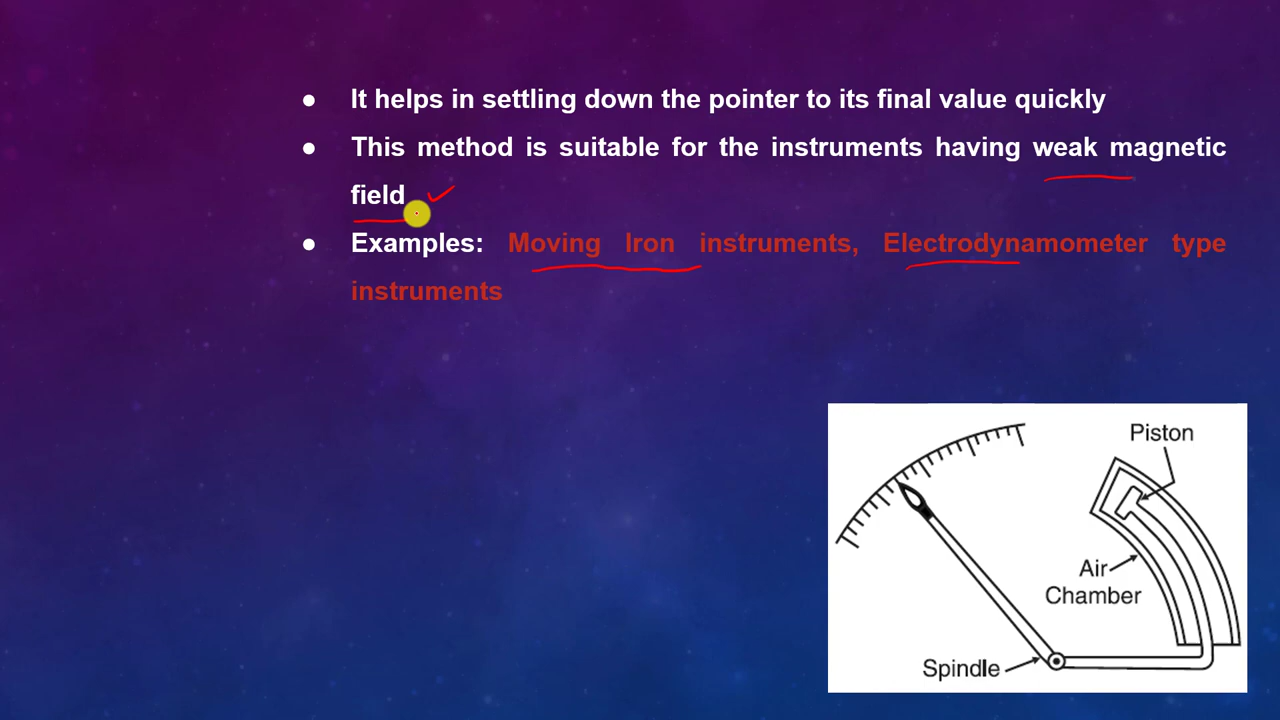 ● It helps in settling down the pointer to its final value quickly
● This method is suitable for the instruments having weak magnetic
field
● Examples: Moving Iron instruments, Electrodynamometer type
instruments
Piston
Air
Chamber
Spindle